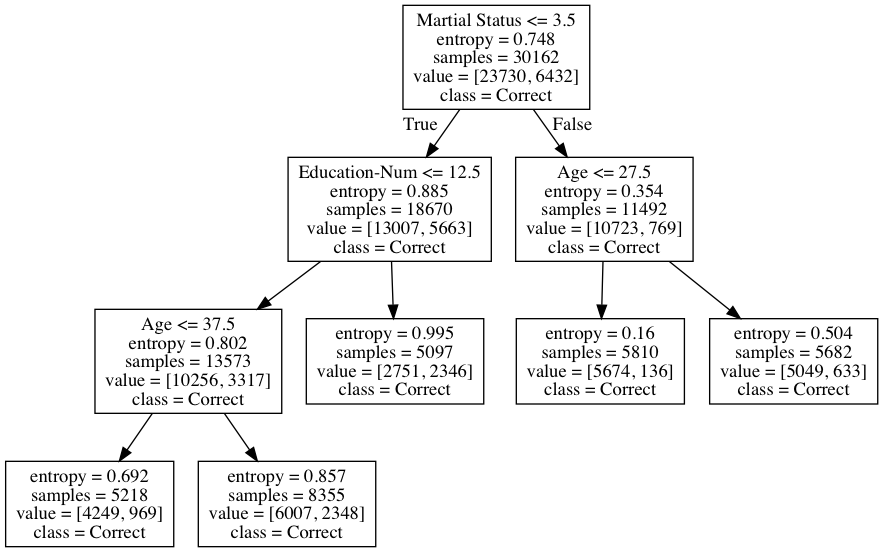 Martial Status <= 3.5
entropy = 0.748
samples = 30162
value = [23730, 6432]
class = Correct
True
False
Education-Num <= 12.5
entropy = 0.885
samples = 18670
value = [13007, 5663]
class = Correct
Age <= 27.5
entropy = 0.354
samples = 11492
value = [10723, 769]
class = Correct
Age <= 37.5
entropy = 0.802
samples = 13573
value = [10256, 3317]
class = Correct
entropy = 0.995
samples = 5097
value = [2751, 2346]
class = Correct
entropy = 0.16
samples = 5810
value = [5674, 136]
class = Correct
entropy = 0.504
samples = 5682
value = [5049, 633]
class = Correct
entropy = 0.692
samples = 5218
value = [4249, 969]
class = Correct
entropy = 0.857
samples = 8355
value = [6007, 2348]
class = Correct